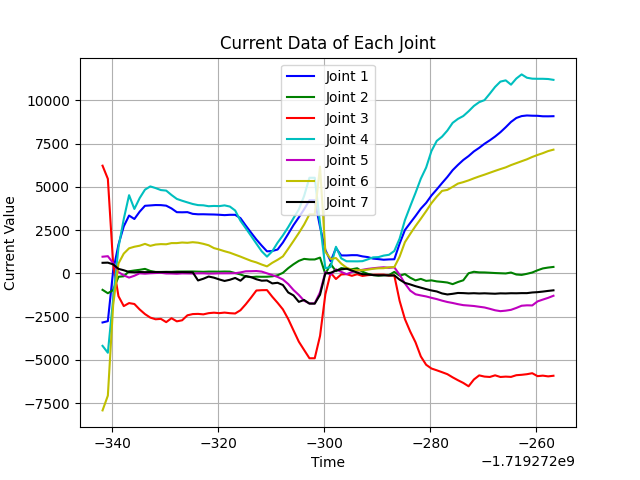 Current Data of Each Joint
Current Value
10000
7500
5000
2500
0
−2500
−5000
−7500
Joint 1
Joint 2
Joint 3
Joint 4
Joint 5
Joint 6
Joint 7
−340 −320 −300 −280 −260
Time
−1.719272e9